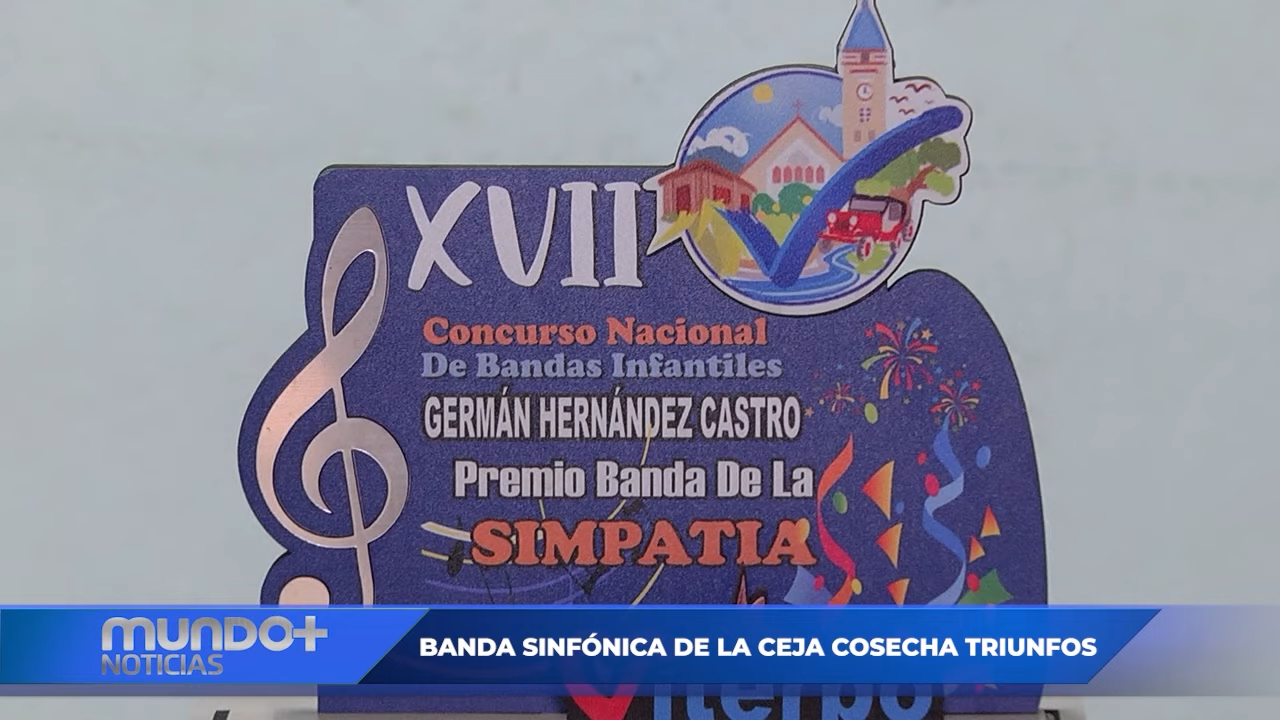 XVII
Concurso Nacional
De Bandas Infantiles
GERMÁN HERNÁNDEZ CASTRO
Premio Banda De La
SIMPATIA
MUNDO+
NOTICIAS
BANDA SINFÓNICA DE LA CEJA COSECHA TRIUNFOS
Viterbo